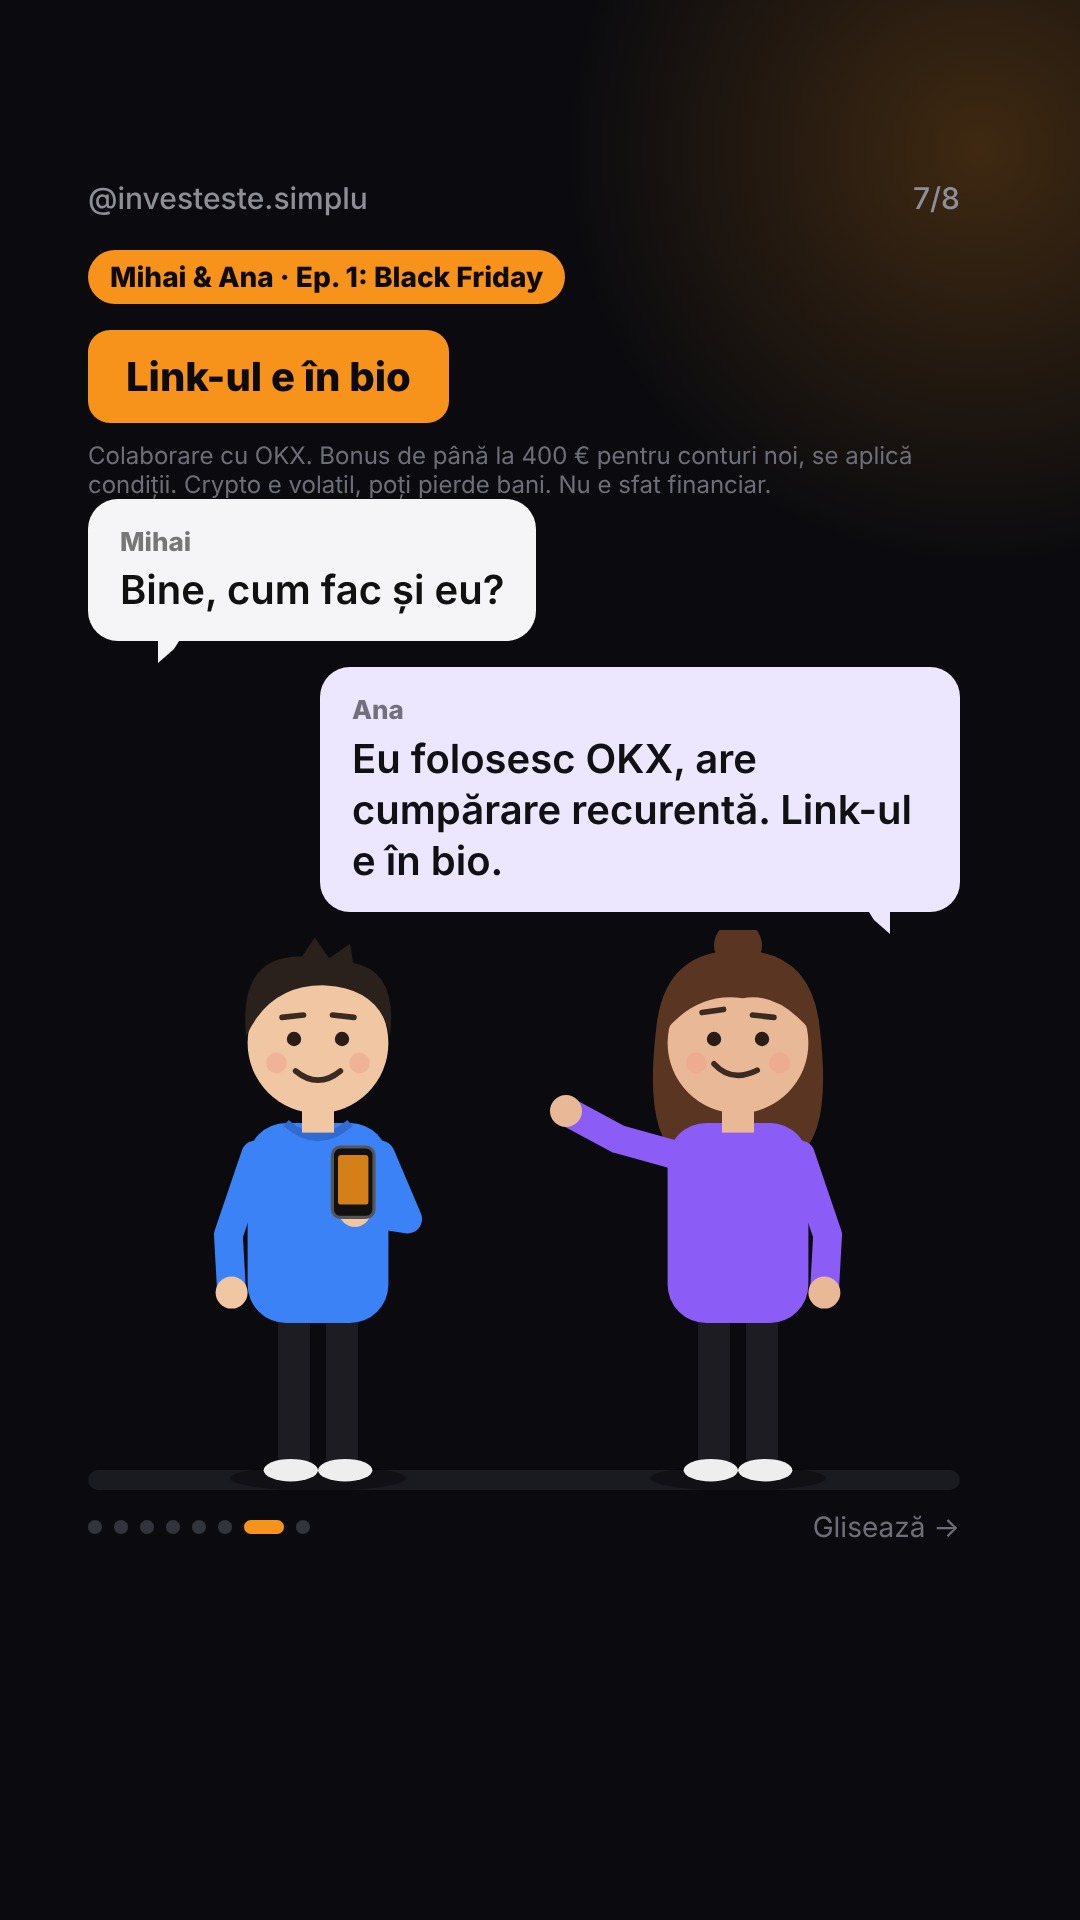 @investeste.simplu
7/8
Mihai & Ana · Ep. 1: Black Friday
Link-ul e în bio
Colaborare cu OKX. Bonus de până la 400 € pentru conturi noi, se aplică
condiții. Crypto e volatil, poți pierde bani. Nu e sfat financiar.
Mihai
Bine, cum fac și eu?
Ana
Eu folosesc OKX, are
cumpărare recurentă. Link-ul
e în bio.
Glisează →